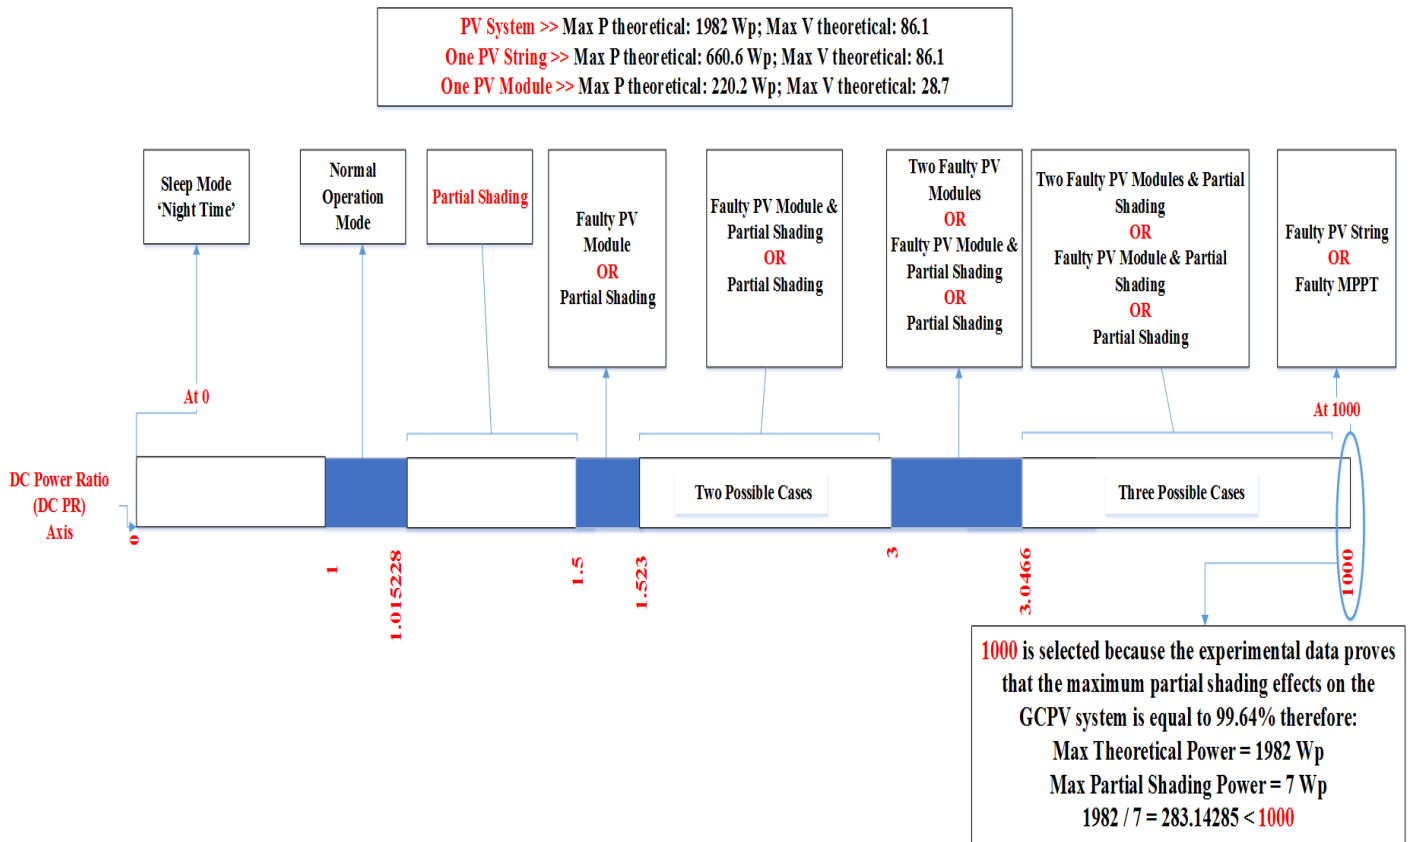 PV System >> Max P theoretical: 1982 Wp; Max V theoretical: 86.1
One PV String >> Max P theoretical: 660.6 Wp; Max V theoretical: 86.1
One PV Module >> Max P theoretical: 220.2 Wp; Max V theoretical: 28.7
Sleep Mode
‘Night Time’
Normal
Operation
Mode
Partial Shading
Faulty PV
Module
OR
Partial Shading
Faulty PV Module &
Partial Shading
OR
Partial Shading
Two Faulty PV
Modules
OR
Faulty PV Module &
Partial Shading
OR
Partial Shading
Two Faulty PV Modules & Partial
Shading
OR
Faulty PV Module & Partial
Shading
OR
Partial Shading
Faulty PV String
OR
Faulty MPPT
At 0
At 1000
DC Power Ratio
(DC PR)
Axis
Two Possible Cases
Three Possible Cases
0
1
1.015228
1.5
1.523
3
3.0466
1000
1000 is selected because the experimental data proves
that the maximum partial shading effects on the
GCPV system is equal to 99.64% therefore:
Max Theoretical Power = 1982 Wp
Max Partial Shading Power = 7 Wp
1982 / 7 = 283.14285 < 1000